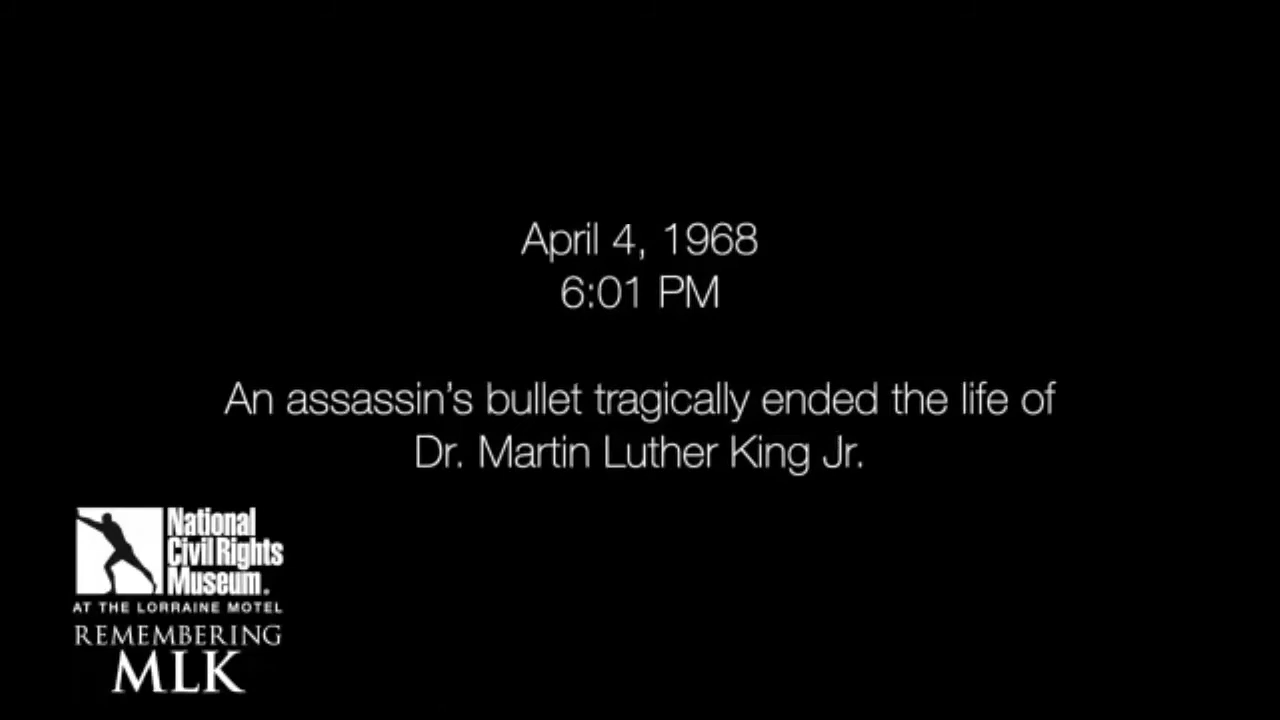 April 4, 1968
6:01 PM
An assassin's bullet tragically ended the life of
Dr. Martin Luther King Jr.
National
Civil Rights
Museum.
AT THE LORRAINE MOTEL
REMEMBERING
MLK